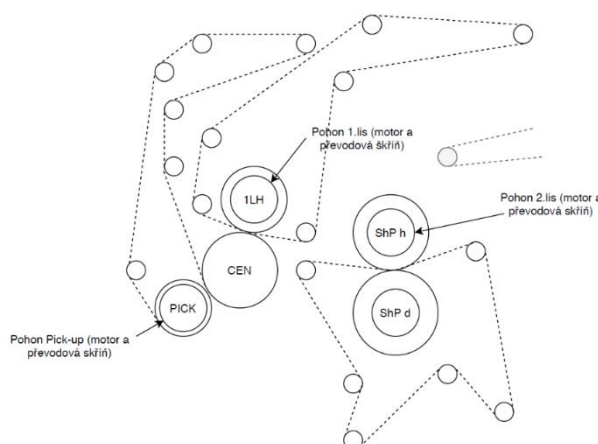 Pohon 1.lis (motor a
převodová škříň)
1LH
Pohon 2.lis (motor a
převodová skříň)
ShP h
CEN
PICK
ShP d
Pohon Pick-up (motor a
převodová skříň)